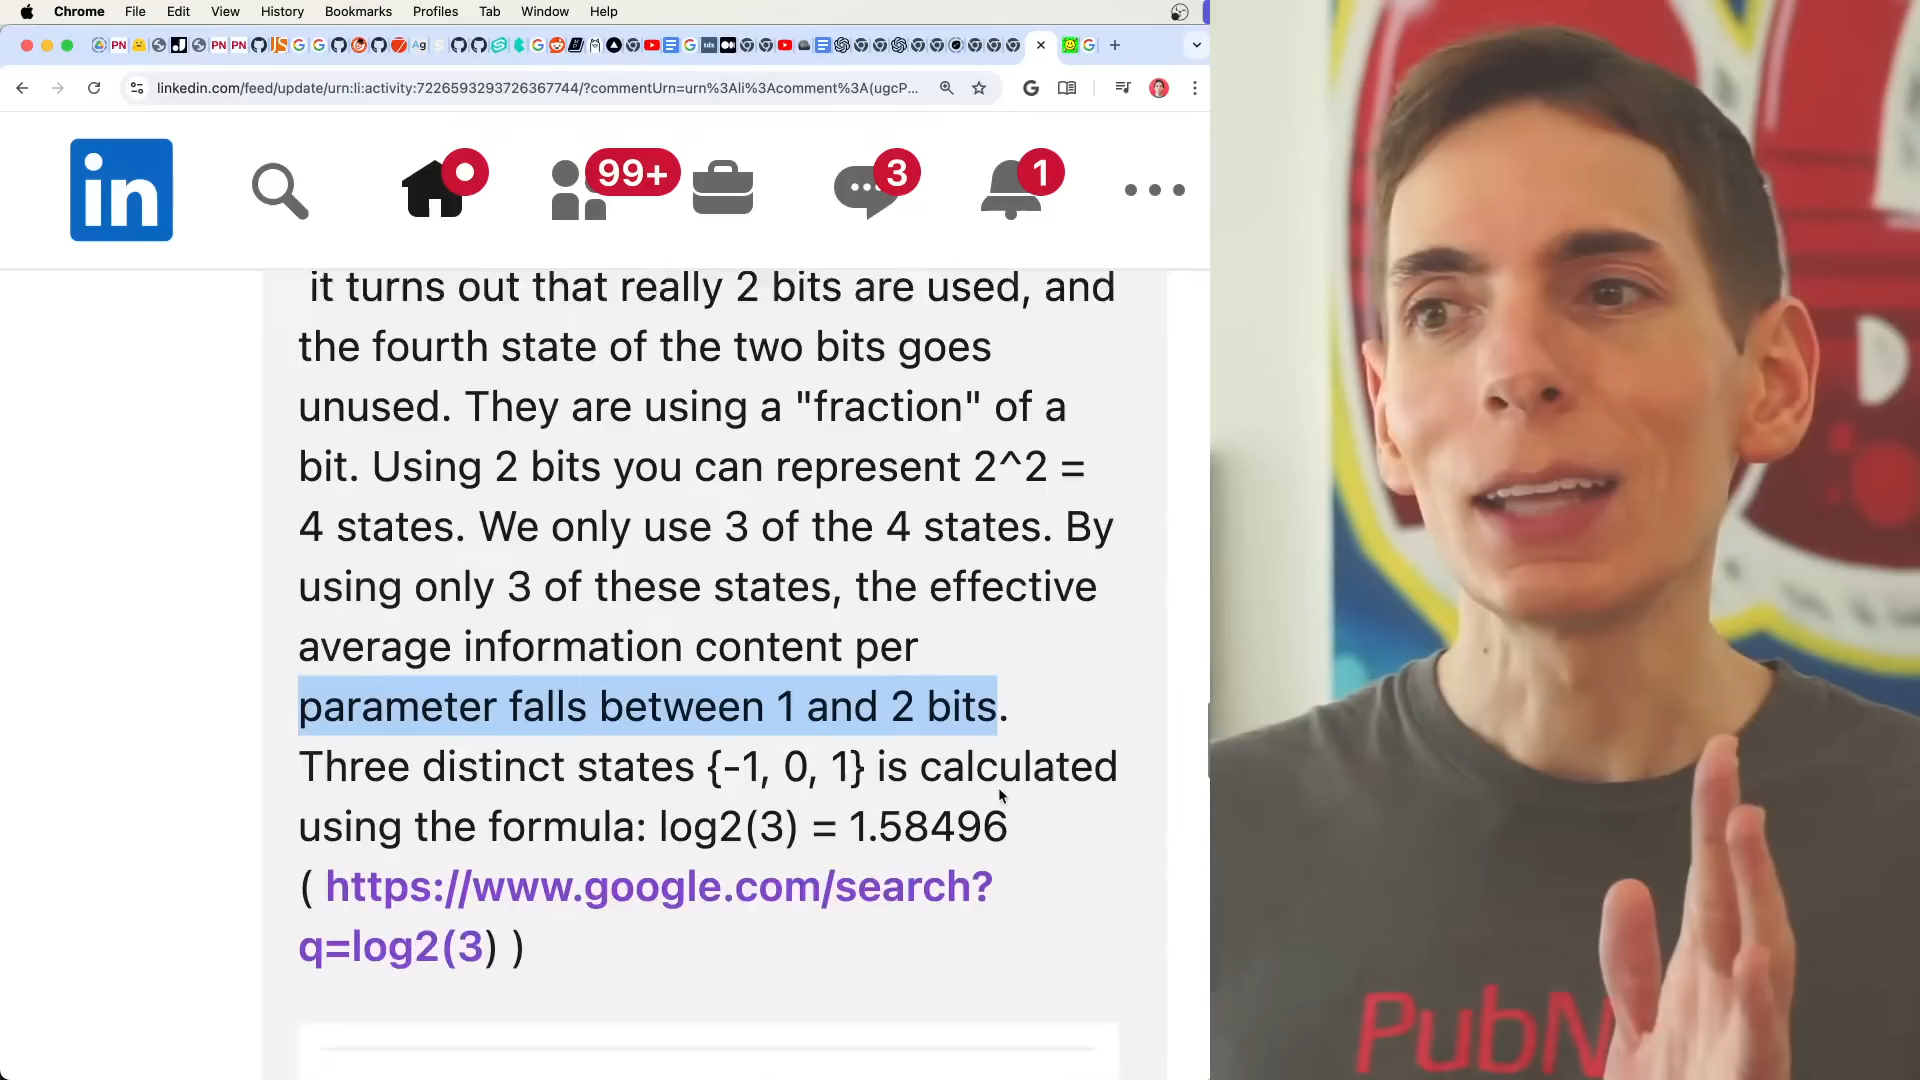 Chrome File Edit View History Bookmarks Profiles Tab Window Help
linkedin.com/feed/update/urn:li:activity:7226593293726367744/?commentUrn=urn%3Ali%3Acomment%3A(ugcP...
in
99+
3
1
it turns out that really 2 bits are used, and
the fourth state of the two bits goes
unused. They are using a "fraction" of a
bit. Using 2 bits you can represent 2^2 =
4 states. We only use 3 of the 4 states. By
using only 3 of these states, the effective
average information content per
parameter falls between 1 and 2 bits.
Three distinct states {-1, 0, 1} is calculated
using the formula: log2(3) = 1.58496
( https://www.google.com/search?
q=log2(3) )
PubN